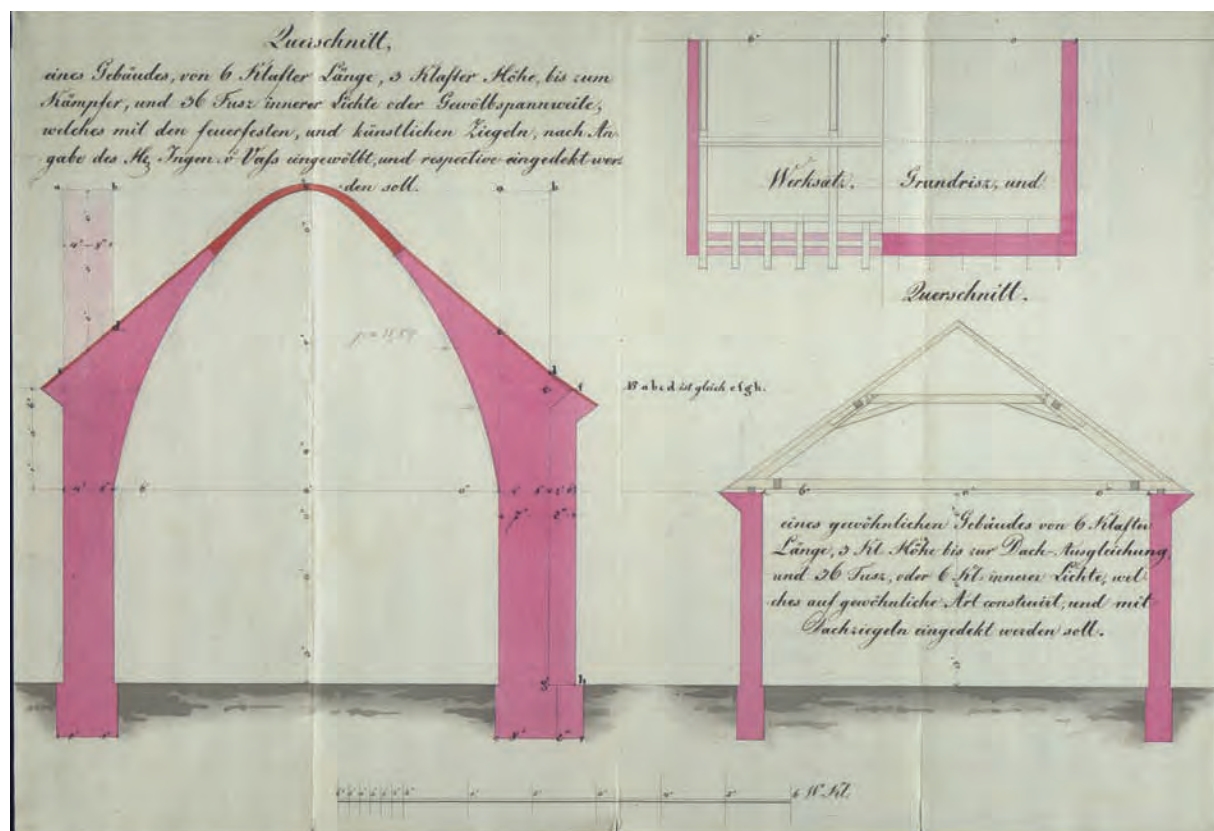 Querschnitt,
eines Gebäudes, von 6 Klafter Länge, 3 Klafter Höhe, bis zum
Kämpfer, und 36 Fusz innerer Lichte oder Gewölbspannweite,
welches mit den feuerfesten, und künstlichen Ziegeln, nach An-
gabe des H. Ingen. v. Vass eingewölbt, und respective eingedekt wer-
den soll.
a b
a b
d
d
c f
g h
N a b c d ist gleich e f g h.
Werksatz. Grundrisz, und
Querschnitt.
eines gewöhnlichen Gebäudes von 6 Klafter
Länge, 3 Kl. Höhe bis zur Dach-Ausgleichung,
und 36 Fusz, oder 6 Kl. innerer Lichte, wel-
ches auf gewöhnliche Art construirt, und mit
Dachziegeln eingedekt werden soll.
6 W. Kl.